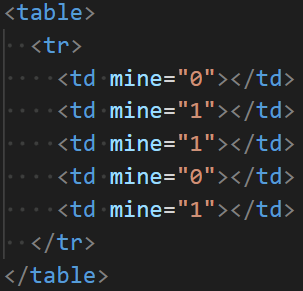 <table>
  <tr>
    <td mine="0"></td>
    <td mine="1"></td>
    <td mine="1"></td>
    <td mine="0"></td>
    <td mine="1"></td>
  </tr>
</table>